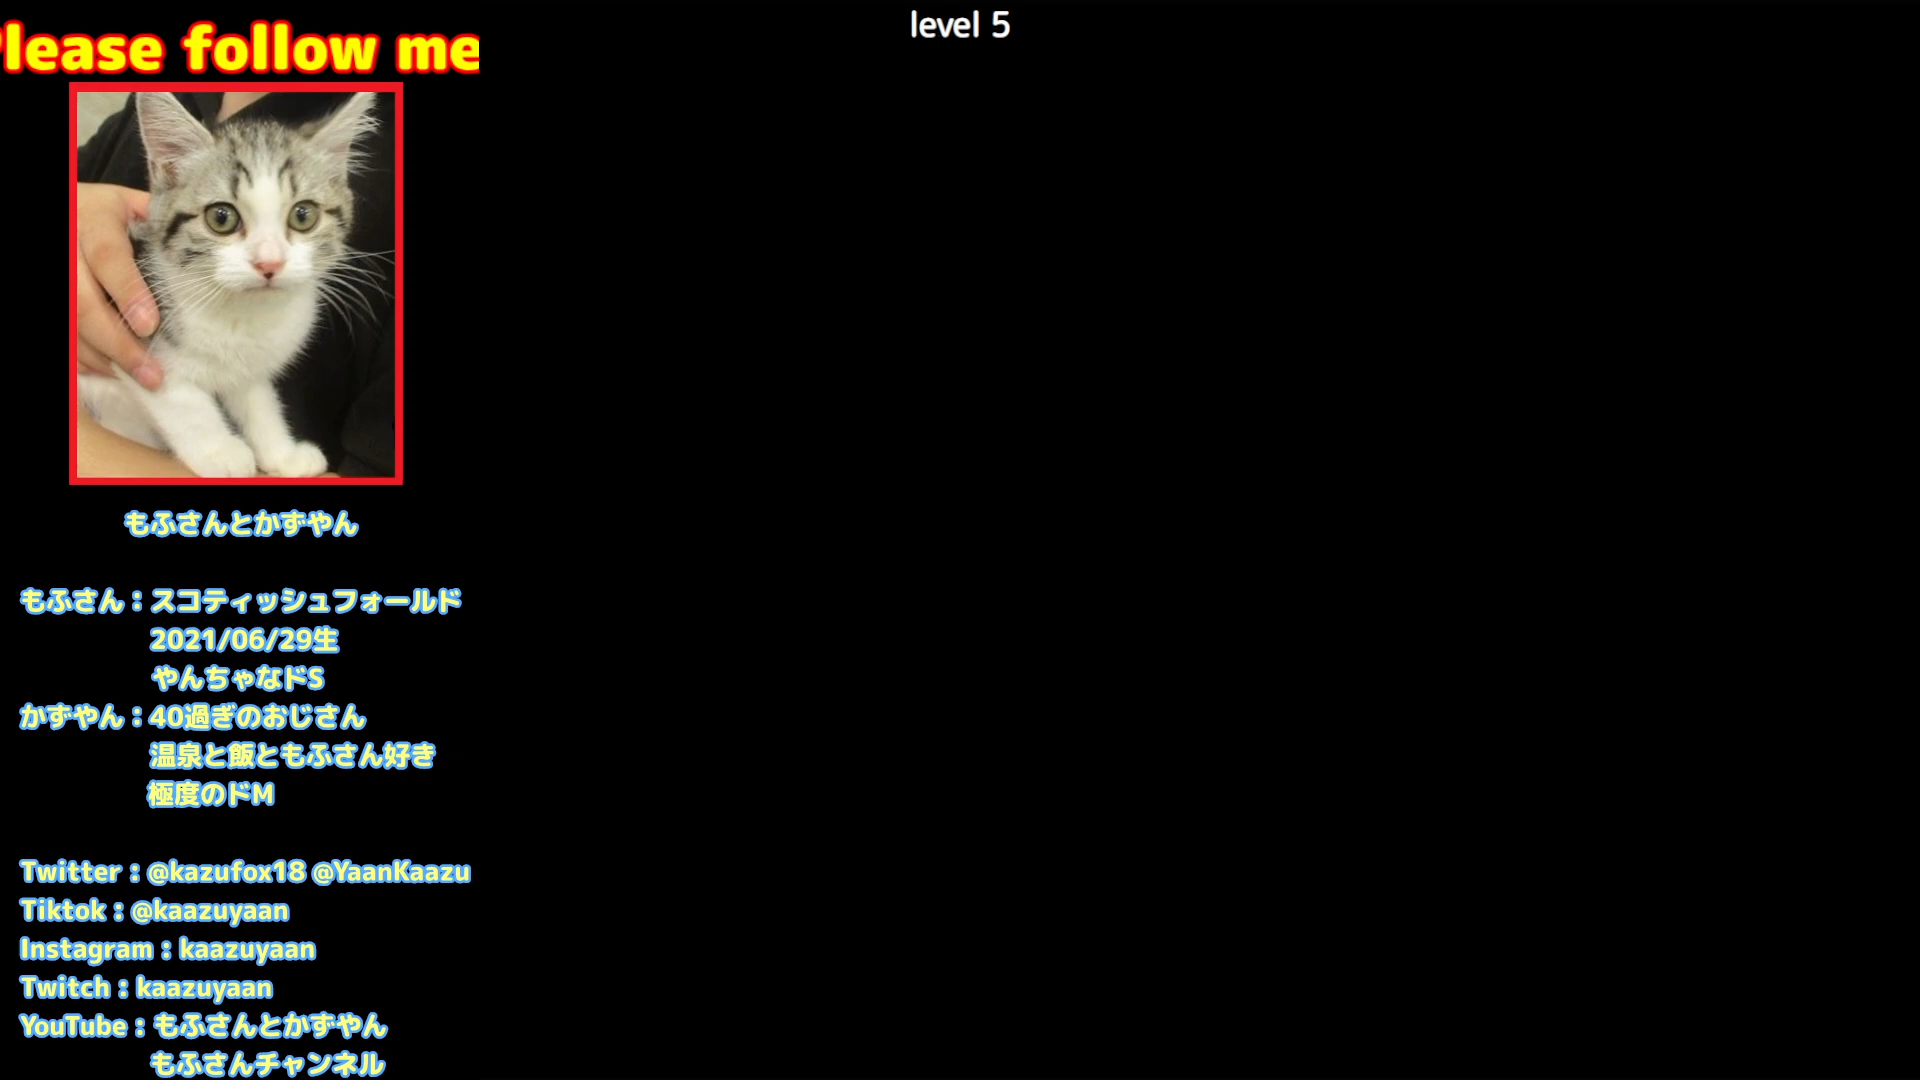 Please follow me
level 5
もふさんとかずやん
もふさん：スコティッシュフォールド
2021/06/29生
やんちゃなドS
かずやん：40過ぎのおじさん
温泉と飯ともふさん好き
極度のドM
Twitter：@kazufox18 @YaanKaazu
Tiktok：@kaazuyaan
Instagram：kaazuyaan
Twitch：kaazuyaan
YouTube：もふさんとかずやん
もふさんチャンネル